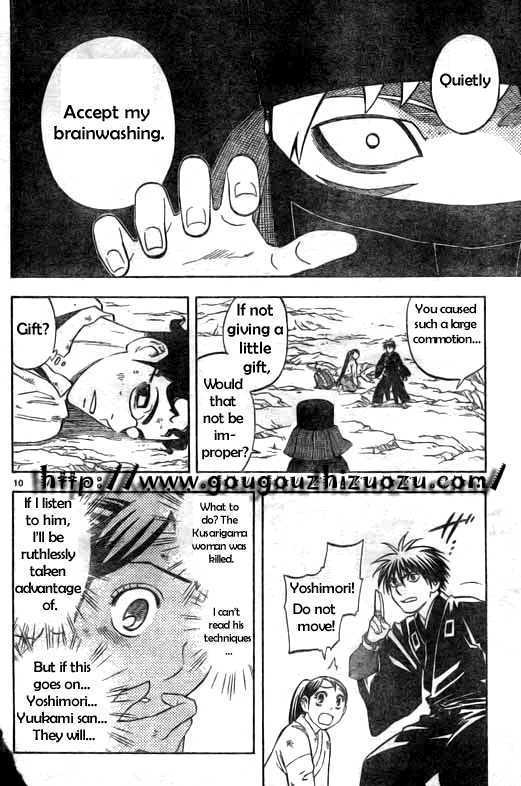 Quietly
Accept my
brainwashing.
You caused
such a large
commotion...
If not
giving a
little
gift,
Would
that
not be
im-
proper?
Gift?
10
http://www.gougouzhizuozu.com/
Yoshimori!
Do not
move!
What to
do? The
Kusarigama
woman was
killed.
I can't
read his
techniques
...
If I listen
to him,
I'll be
ruthlessly
taken
advantage
of.
But if this
goes on...
Yoshimori...
Yuukami san...
They will...